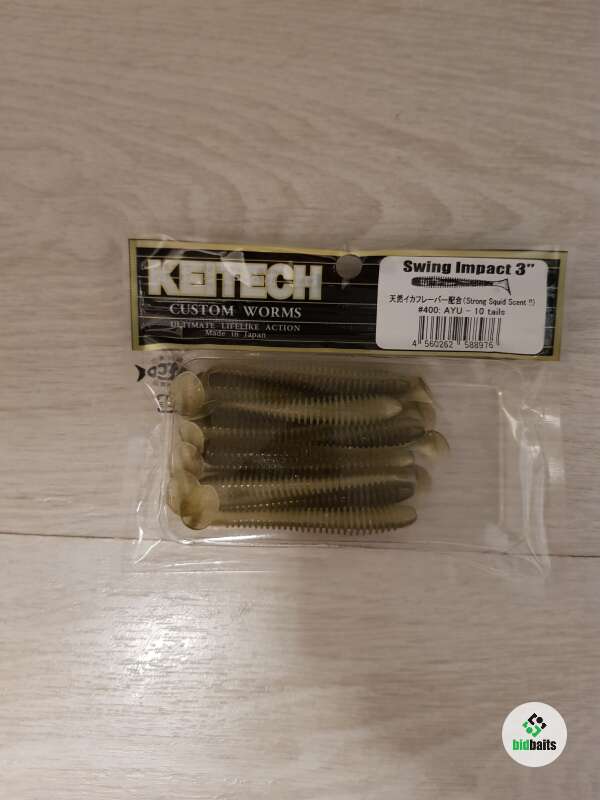 KEITECH
CUSTOM WORMS
ULTIMATE LIFELIKE ACTION
Made in Japan
Swing Impact 3"
天然イカフレーバー配合(Strong Squid Scent !!)
#400: AYU - 10 tails
4 560262 588976
bidbaits